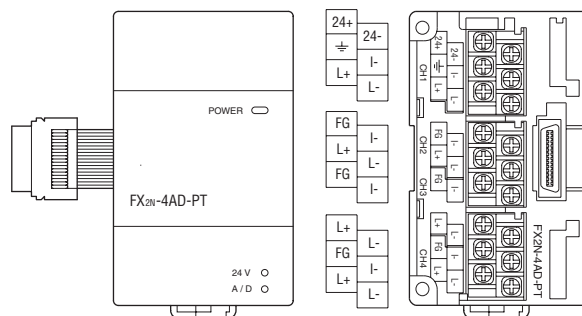 POWER
FX2N-4AD-PT
24 V
A / D
24+
24-
⏚
I-
L+
L-
FG
I-
L+
L-
FG
I-
L+
L-
FG
I-
L+
L-
24+
24-
⏚
I-
L+
L-
CH1
FG
I-
L+
L-
FG
I-
CH2
CH3
L+
L-
FG
I-
L+
L-
CH4
FX2N-4AD-PT